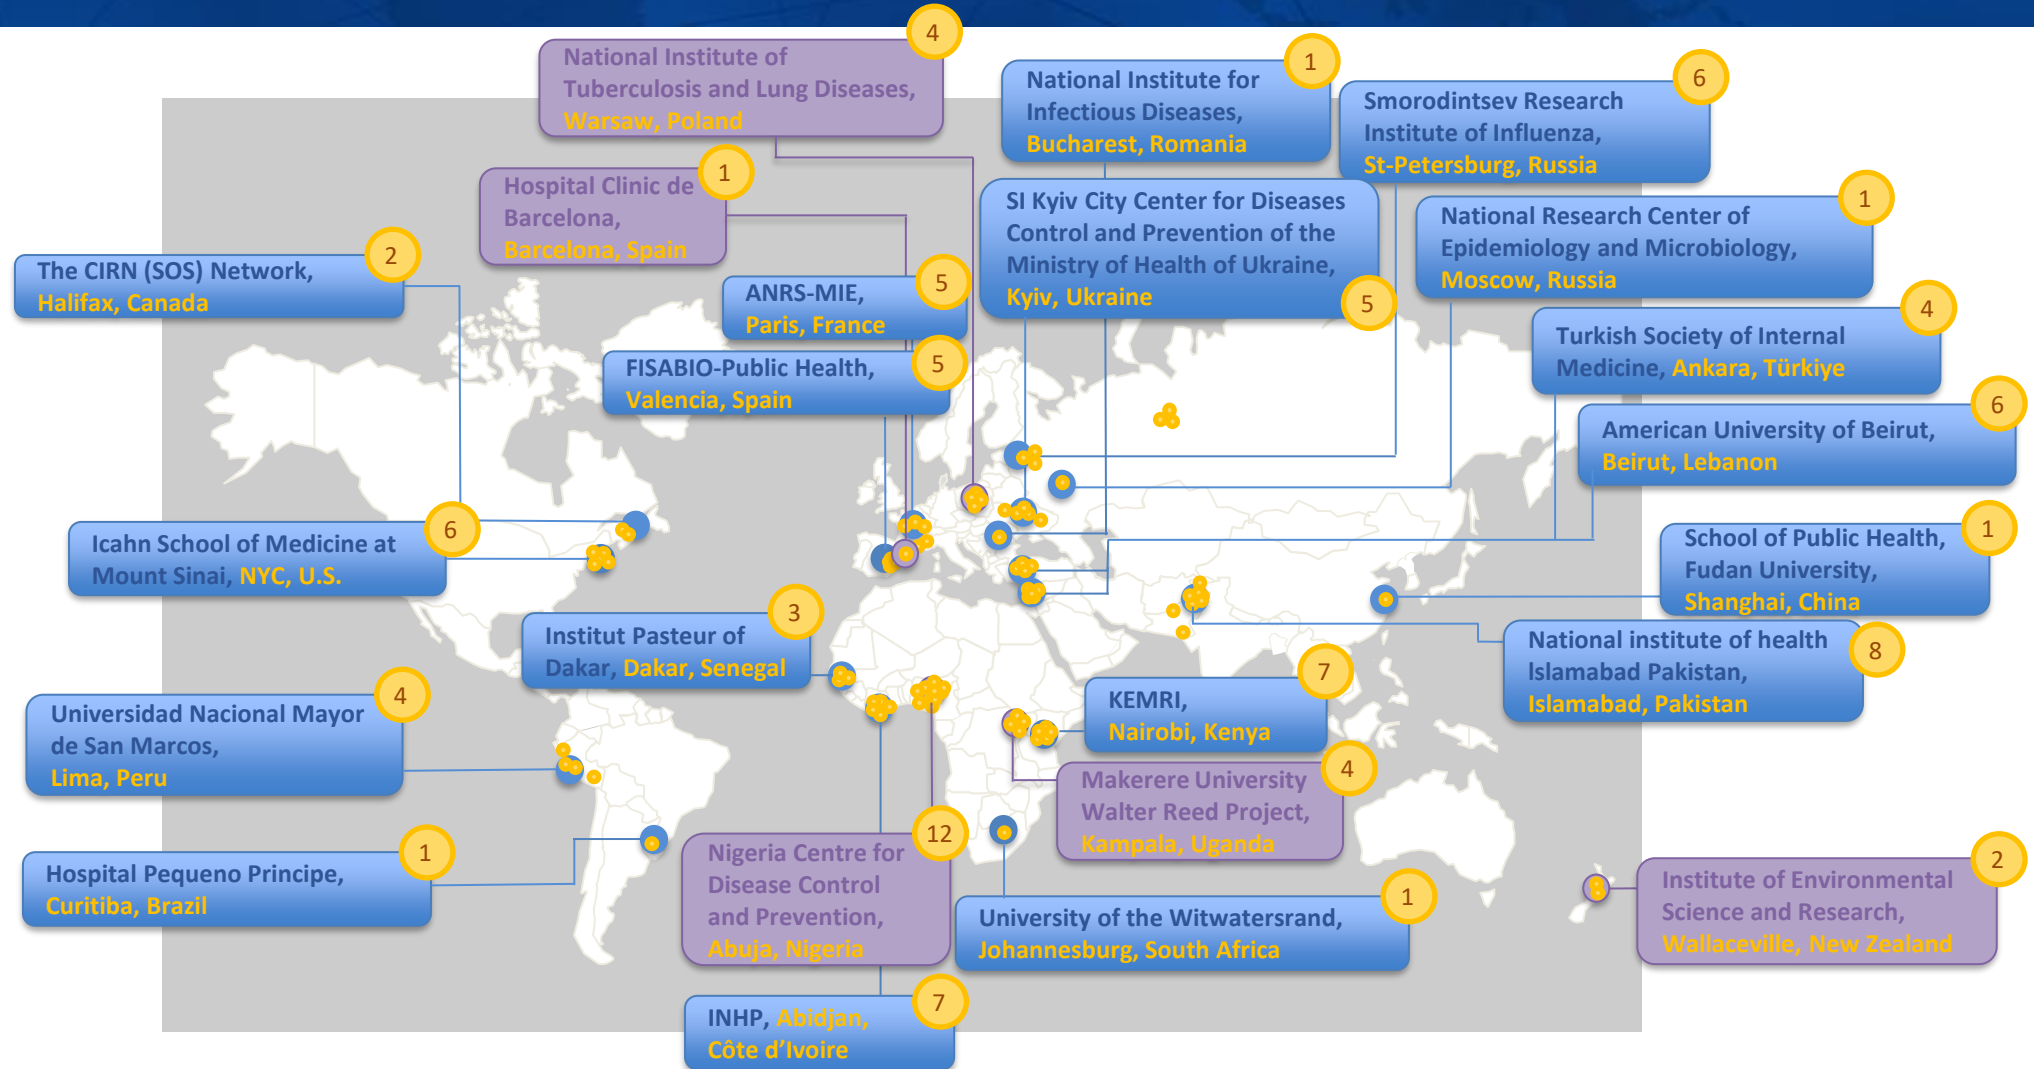 4
National Institute of
Tuberculosis and Lung Diseases,
Warsaw, Poland
1
National Institute for
Infectious Diseases,
Bucharest, Romania
6
Smorodintsev Research
Institute of Influenza,
St-Petersburg, Russia
1
Hospital Clinic de
Barcelona,
Barcelona, Spain
SI Kyiv City Center for Diseases
Control and Prevention of the
Ministry of Health of Ukraine,
Kyiv, Ukraine
5
1
National Research Center of
Epidemiology and Microbiology,
Moscow, Russia
2
The CIRN (SOS) Network,
Halifax, Canada
5
ANRS-MIE,
Paris, France
4
Turkish Society of Internal
Medicine, Ankara, Türkiye
5
FISABIO-Public Health,
Valencia, Spain
6
American University of Beirut,
Beirut, Lebanon
6
Icahn School of Medicine at
Mount Sinai, NYC, U.S.
1
School of Public Health,
Fudan University,
Shanghai, China
3
Institut Pasteur of
Dakar, Dakar, Senegal
8
National institute of health
Islamabad Pakistan,
Islamabad, Pakistan
4
Universidad Nacional Mayor
de San Marcos,
Lima, Peru
7
KEMRI,
Nairobi, Kenya
4
Makerere University
Walter Reed Project,
Kampala, Uganda
1
Hospital Pequeno Principe,
Curitiba, Brazil
12
Nigeria Centre for
Disease Control
and Prevention,
Abuja, Nigeria
1
University of the Witwatersrand,
Johannesburg, South Africa
2
Institute of Environmental
Science and Research,
Wallaceville, New Zealand
7
INHP, Abidjan,
Côte d’Ivoire